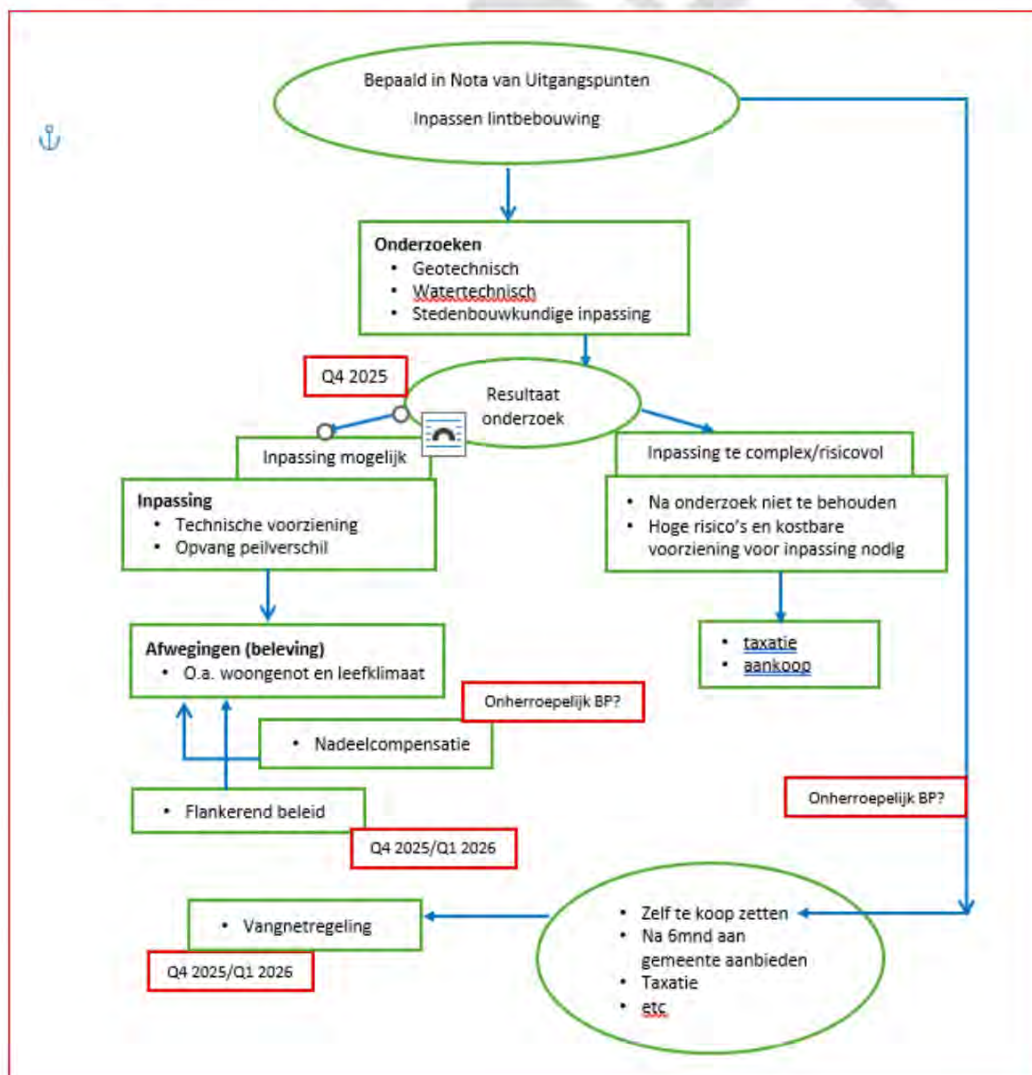 Bepaald in Nota van Uitgangspunten
Inpassen lintbebouwing
Onderzoeken
• Geotechnisch
• Watertechnisch
• Stedenbouwkundige inpassing
Q4 2025
Resultaat
onderzoek
Inpassing mogelijk
Inpassing te complex/risicovol
Inpassing
• Technische voorziening
• Opvang peilverschil
• Na onderzoek niet te behouden
• Hoge risico's en kostbare
voorziening voor inpassing nodig
Afwegingen (beleving)
• O.a. woongenot en leefklimaat
• taxatie
• aankoop
Onherroepelijk BP?
• Nadeelcompensatie
Onherroepelijk BP?
• Flankerend beleid
Q4 2025/Q1 2026
• Zelf te koop zetten
• Na 6mnd aan
gemeente aanbieden
• Taxatie
• etc
• Vangnetregeling
Q4 2025/Q1 2026